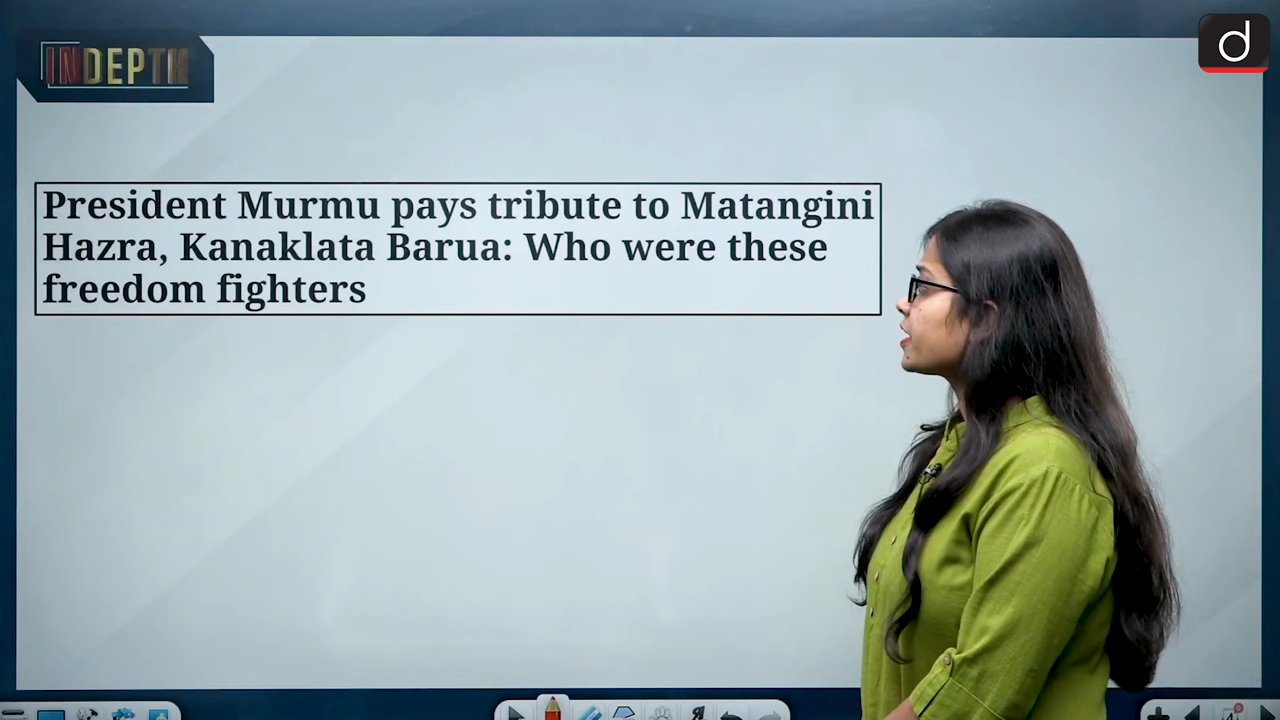 INDEPTH
d
President Murmu pays tribute to Matangini
Hazra, Kanaklata Barua: Who were these
freedom fighters